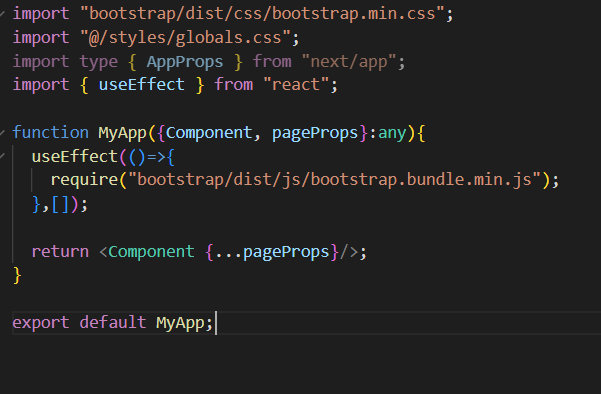 import "bootstrap/dist/css/bootstrap.min.css";
import "@/styles/globals.css";
import type { AppProps } from "next/app";
import { useEffect } from "react";
function MyApp({Component, pageProps}:any){
useEffect(()=>{
require("bootstrap/dist/js/bootstrap.bundle.min.js");
},[]);
return <Component {...pageProps}/>;
}
export default MyApp;